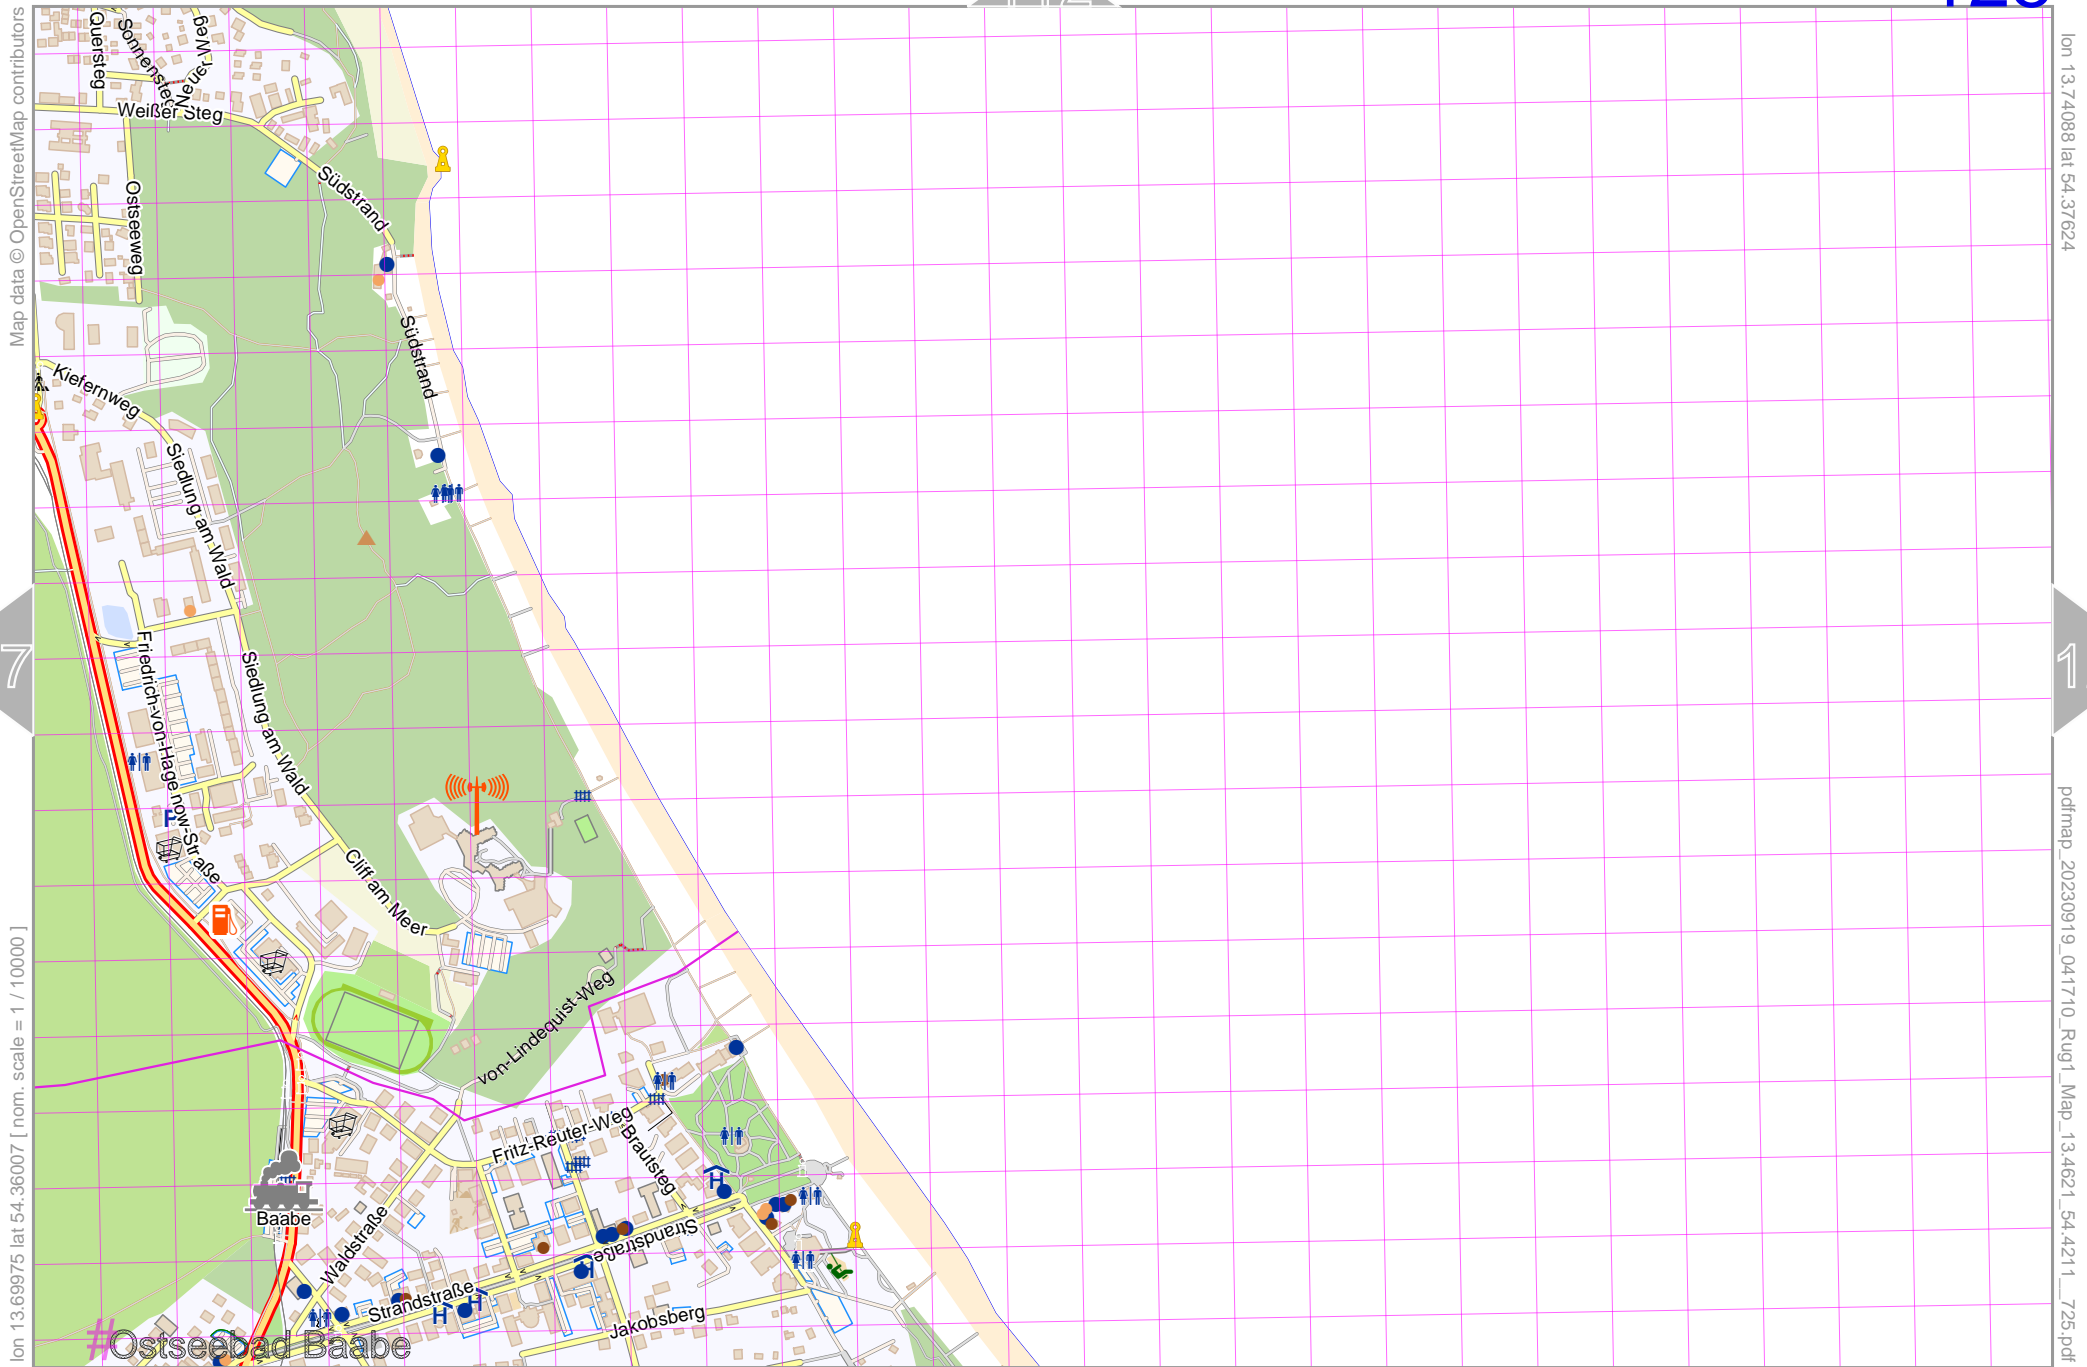 Map data © OpenStreetMap contributors
lon 13.69975 lat 54.36007 [ nom. scale = 1 / 10000 ]
lon 13.74088 lat 54.37624
pdfmap_20230919_041710_Rug1_Map_13.4621_54.4211__725.pdf
7
1
Quersteg
Sonnensteg
Neuer Weg
Weißer Steg
Ostseeweg
Südstrand
Südstrand
Kiefernweg
Siedlung am Wald
Friedrich-von-Hagenow-Straße
Siedlung am Wald
P
Cliff am Meer
von-Lindequist-Weg
Fritz-Reuter-Weg
Brautsteg
H
Baabe
Waldstraße
Strandstraße
H
Strandstraße
H
H
Jakobsberg
#Ostseebad Baabe